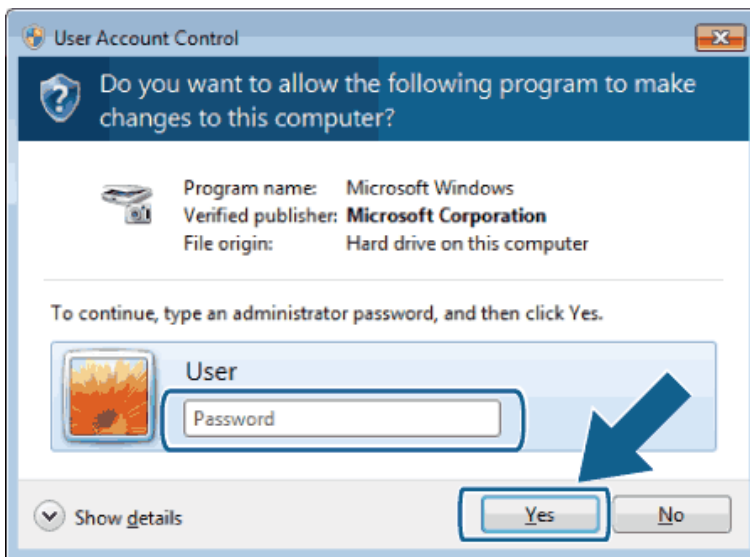 User Account Control
Do you want to allow the following program to make
changes to this computer?
Program name: Microsoft Windows
Verified publisher: Microsoft Corporation
File origin: Hard drive on this computer
To continue, type an administrator password, and then click Yes.
User
Password
Show details
Yes
No